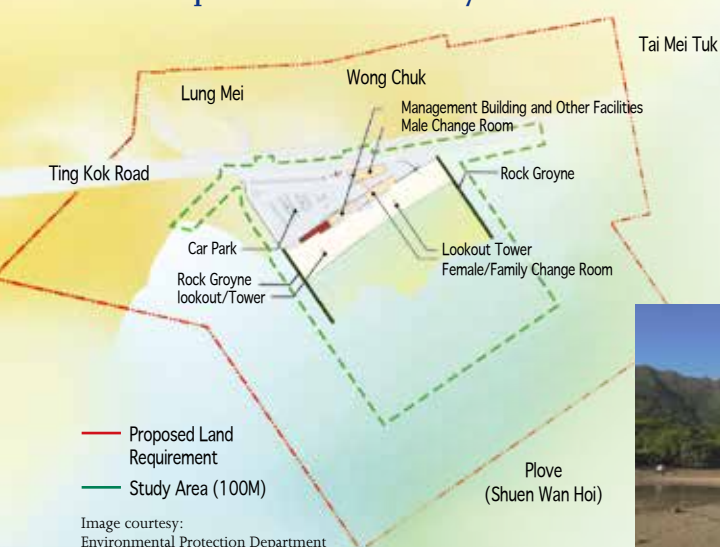 Tai Mei Tuk
Wong Chuk
Lung Mei
Management Building and Other Facilities
Male Change Room
Ting Kok Road
Rock Groyne
Car Park
Lookout Tower
Female/Family Change Room
Rock Groyne
lookout/Tower
Proposed Land
Requirement
Study Area (100M)
Plove
(Shuen Wan Hoi)
Image courtesy:
Environmental Protection Department